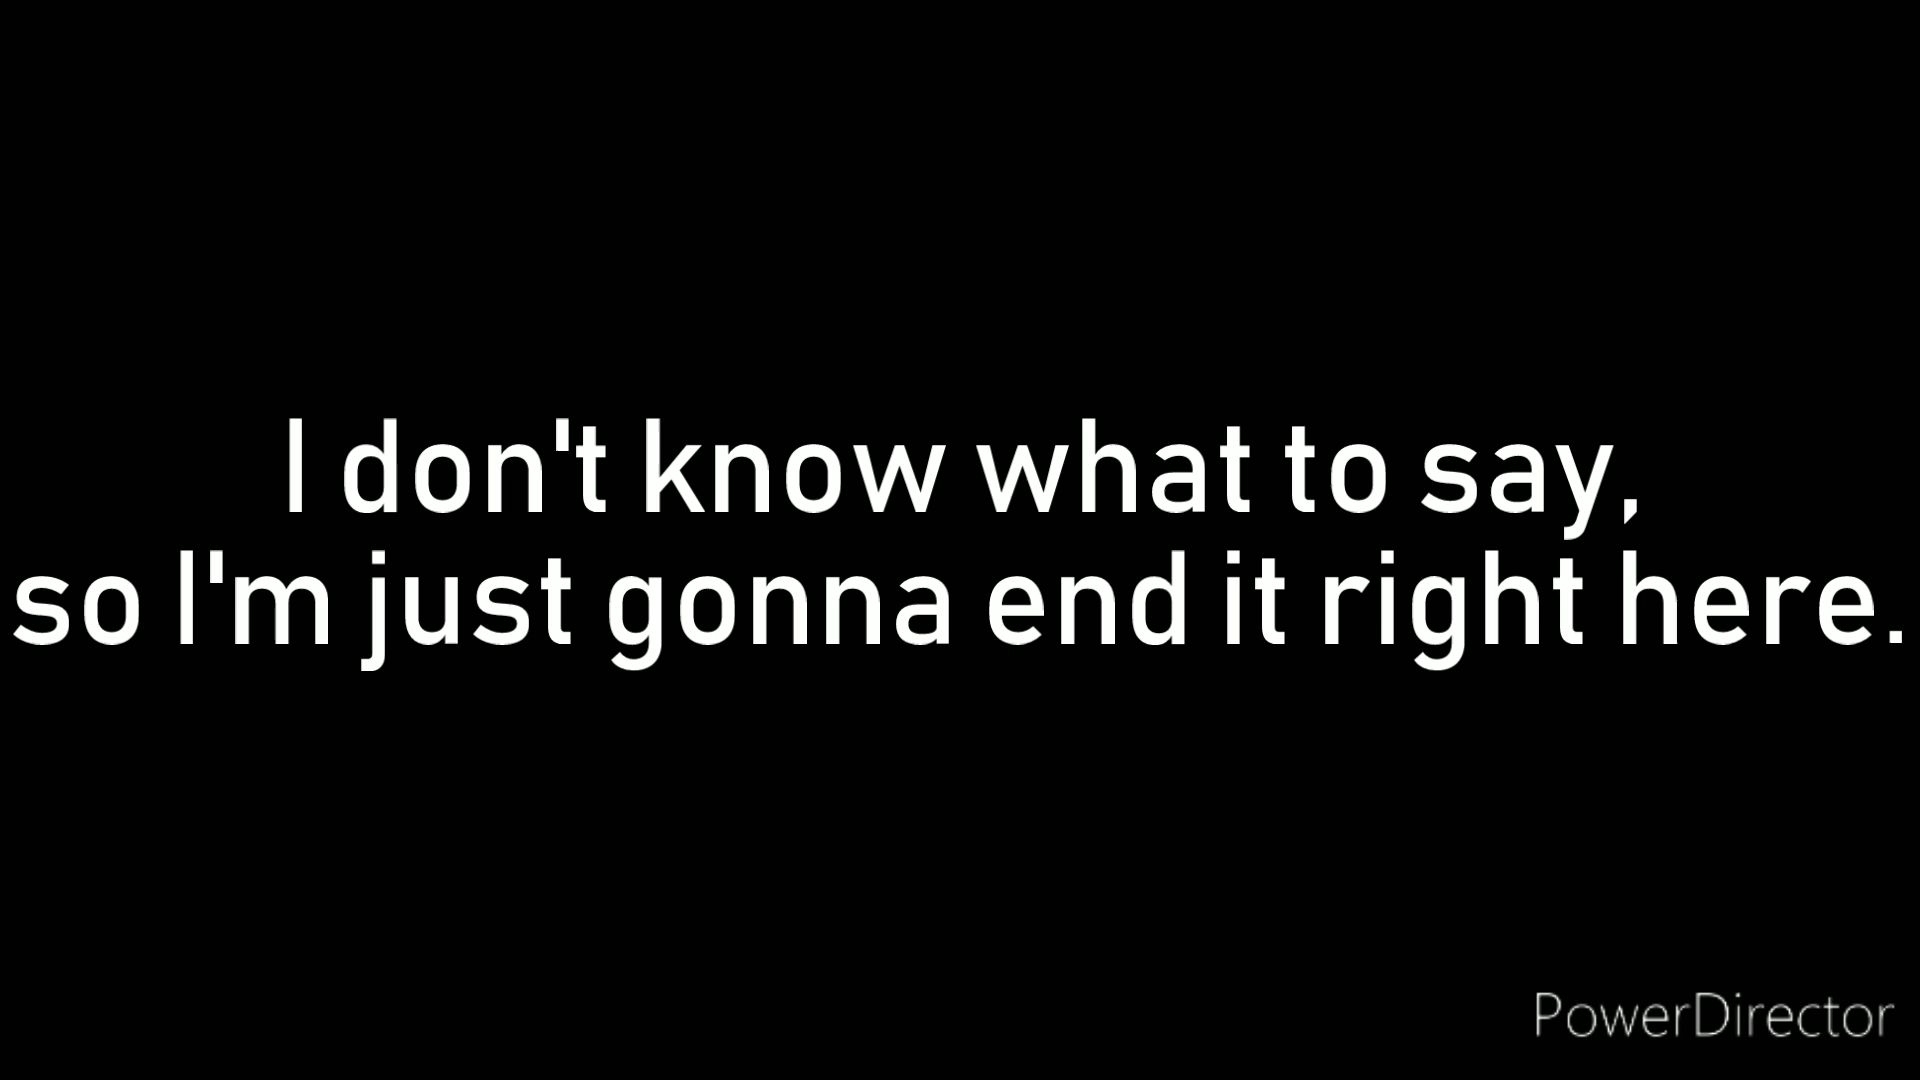 I don't know what to say,
so I'm just gonna end it right here.
PowerDirector